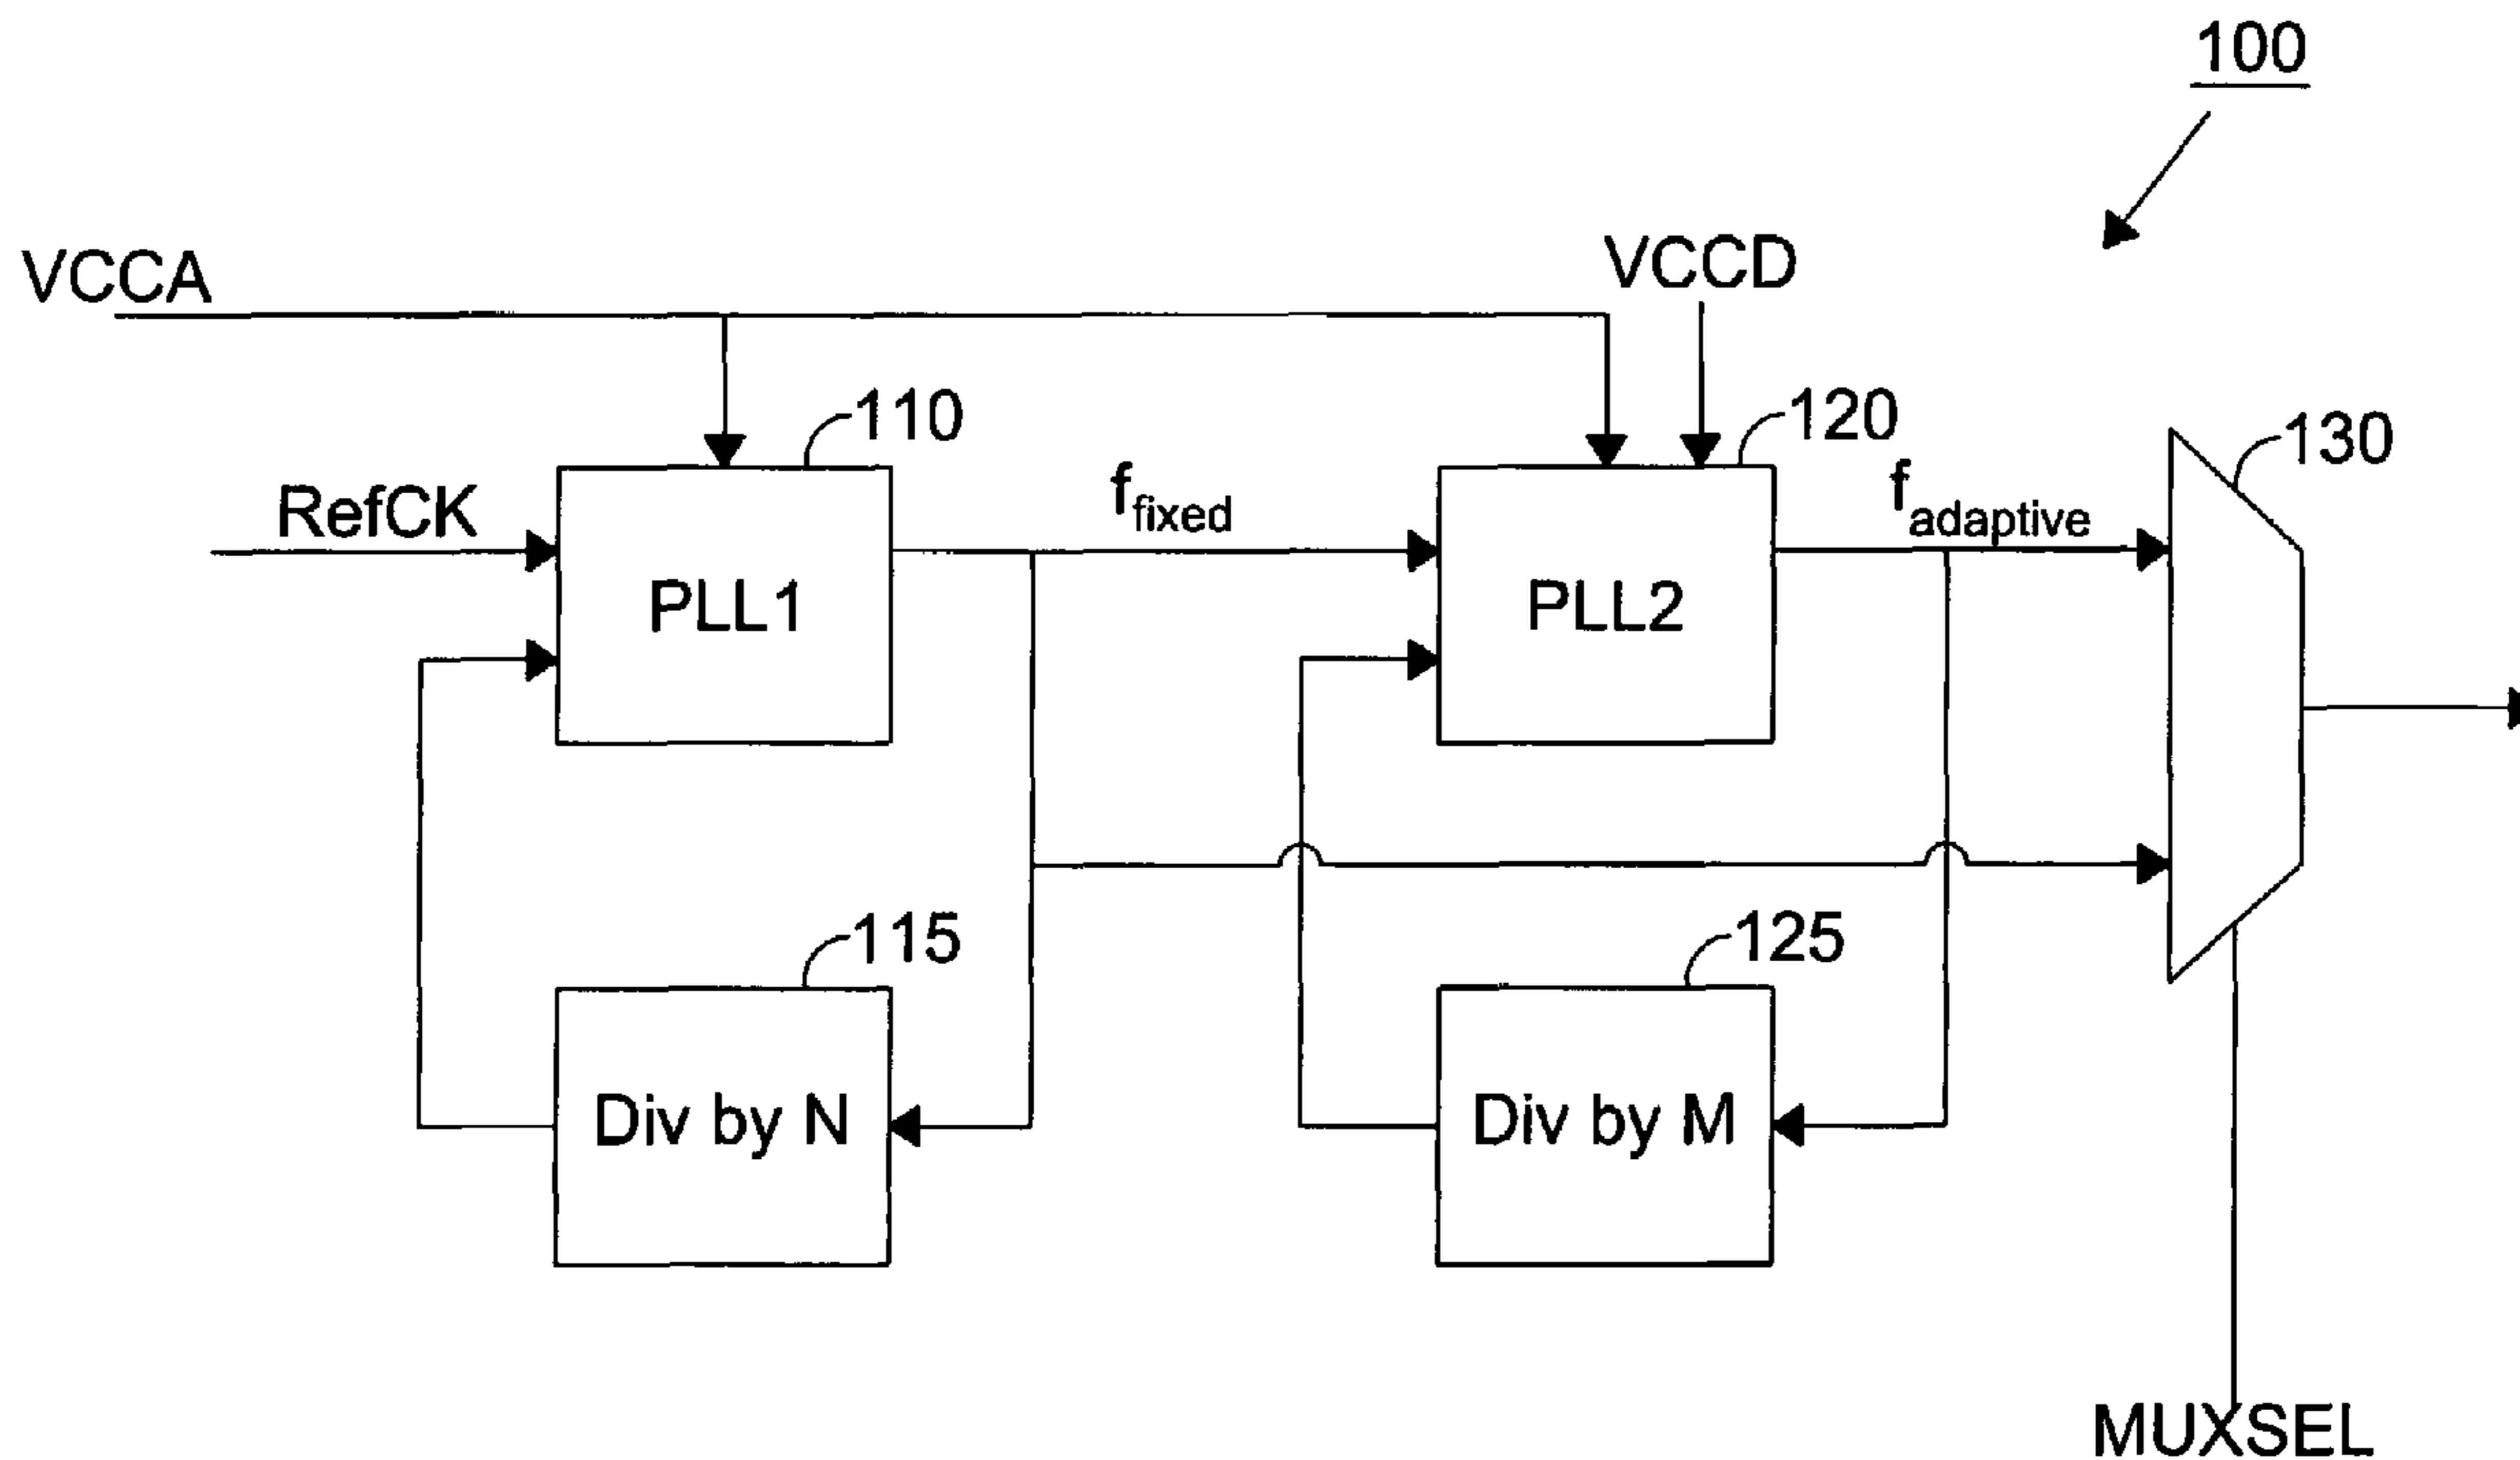 100
VCCA
VCCD
110
120
130
RefCK
f_fixed
f_adaptive
PLL1
PLL2
115
125
Div by N
Div by M
MUXSEL